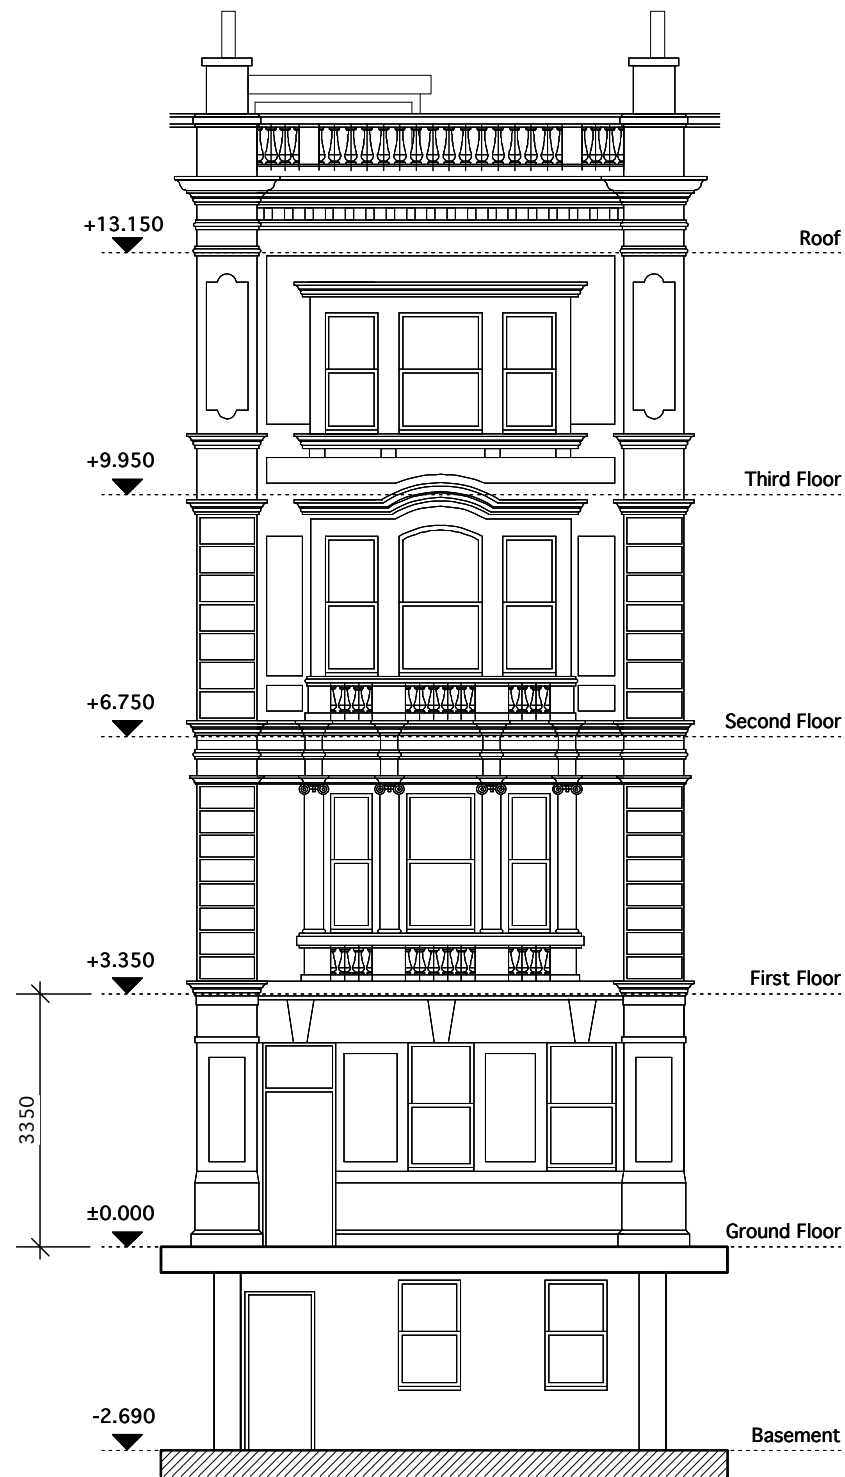 +13.150
Roof
+9.950
Third Floor
+6.750
Second Floor
+3.350
First Floor
3350
±0.000
Ground Floor
-2.690
Basement